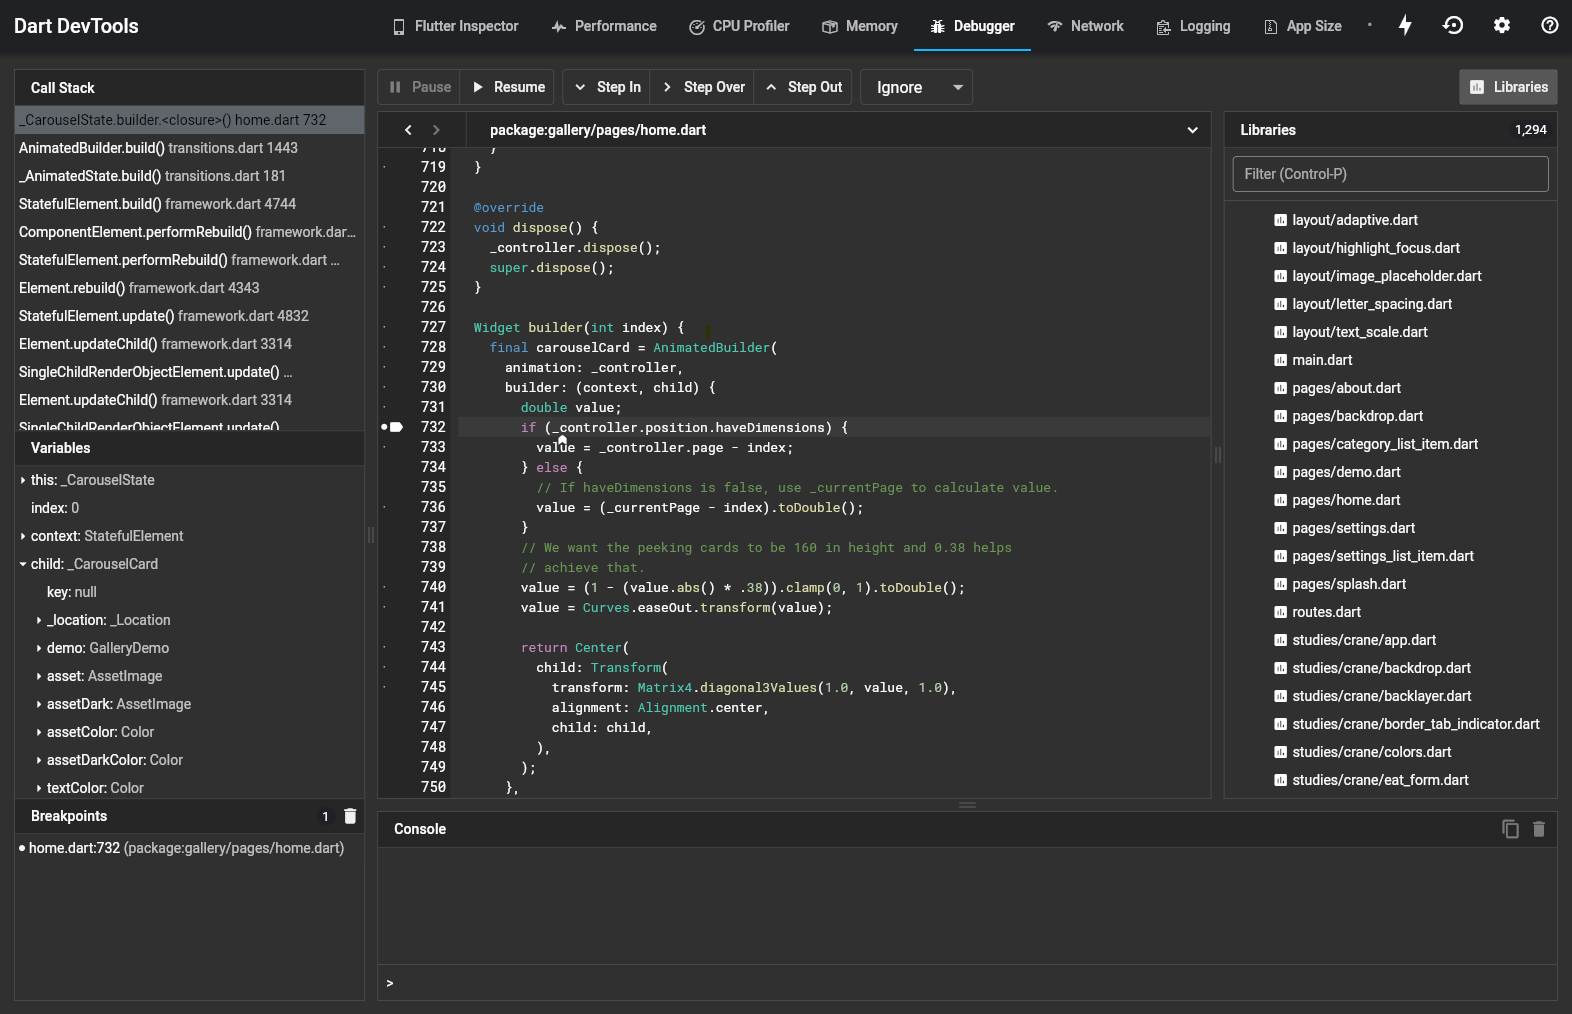 Dart DevTools
Flutter Inspector
Performance
CPU Profiler
Memory
Debugger
Network
Logging
App Size
Call Stack
_CarouselState.builder.<closure>() home.dart 732
AnimatedBuilder.build() transitions.dart 1443
_AnimatedState.build() transitions.dart 181
StatefulElement.build() framework.dart 4744
ComponentElement.performRebuild() framework.dar...
StatefulElement.performRebuild() framework.dart ...
Element.rebuild() framework.dart 4343
StatefulElement.update() framework.dart 4832
Element.updateChild() framework.dart 3314
SingleChildRenderObjectElement.update() ...
Element.updateChild() framework.dart 3314
SingleChildRenderObjectElement.update()
Variables
this: _CarouselState
index: 0
context: StatefulElement
child: _CarouselCard
key: null
_location: _Location
demo: GalleryDemo
asset: AssetImage
assetDark: AssetImage
assetColor: Color
assetDarkColor: Color
textColor: Color
Breakpoints 1
home.dart:732 (package:gallery/pages/home.dart)
Pause
Resume
Step In
Step Over
Step Out
Ignore
Libraries
package:gallery/pages/home.dart
718 }
719 }
720
721 @override
722 void dispose() {
723 _controller.dispose();
724 super.dispose();
725 }
726
727 Widget builder(int index) {
728 final carouselCard = AnimatedBuilder(
729 animation: _controller,
730 builder: (context, child) {
731 double value;
732 if (_controller.position.haveDimensions) {
733 value = _controller.page - index;
734 } else {
735 // If haveDimensions is false, use _currentPage to calculate value.
736 value = (_currentPage - index).toDouble();
737 }
738 // We want the peeking cards to be 160 in height and 0.38 helps
739 // achieve that.
740 value = (1 - (value.abs() * .38)).clamp(0, 1).toDouble();
741 value = Curves.easeOut.transform(value);
742
743 return Center(
744 child: Transform(
745 transform: Matrix4.diagonal3Values(1.0, value, 1.0),
746 alignment: Alignment.center,
747 child: child,
748 ),
749 );
750 },
Libraries 1,294
Filter (Control-P)
layout/adaptive.dart
layout/highlight_focus.dart
layout/image_placeholder.dart
layout/letter_spacing.dart
layout/text_scale.dart
main.dart
pages/about.dart
pages/backdrop.dart
pages/category_list_item.dart
pages/demo.dart
pages/home.dart
pages/settings.dart
pages/settings_list_item.dart
pages/splash.dart
routes.dart
studies/crane/app.dart
studies/crane/backdrop.dart
studies/crane/backlayer.dart
studies/crane/border_tab_indicator.dart
studies/crane/colors.dart
studies/crane/eat_form.dart
Console
>